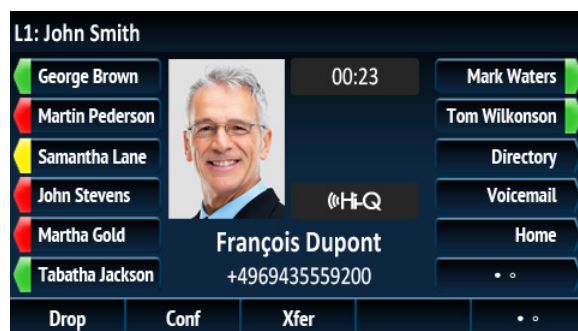 L1: John Smith
George Brown
00:23
Mark Waters
Martin Pederson
Tom Wilkonson
Samantha Lane
Directory
John Stevens
Hi-Q
Voicemail
Martha Gold
François Dupont
Home
Tabatha Jackson
+4969435559200
Drop
Conf
Xfer